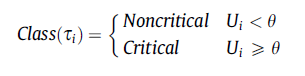 Class(τᵢ) = { Noncritical Uᵢ < θ
Critical Uᵢ ⩾ θ